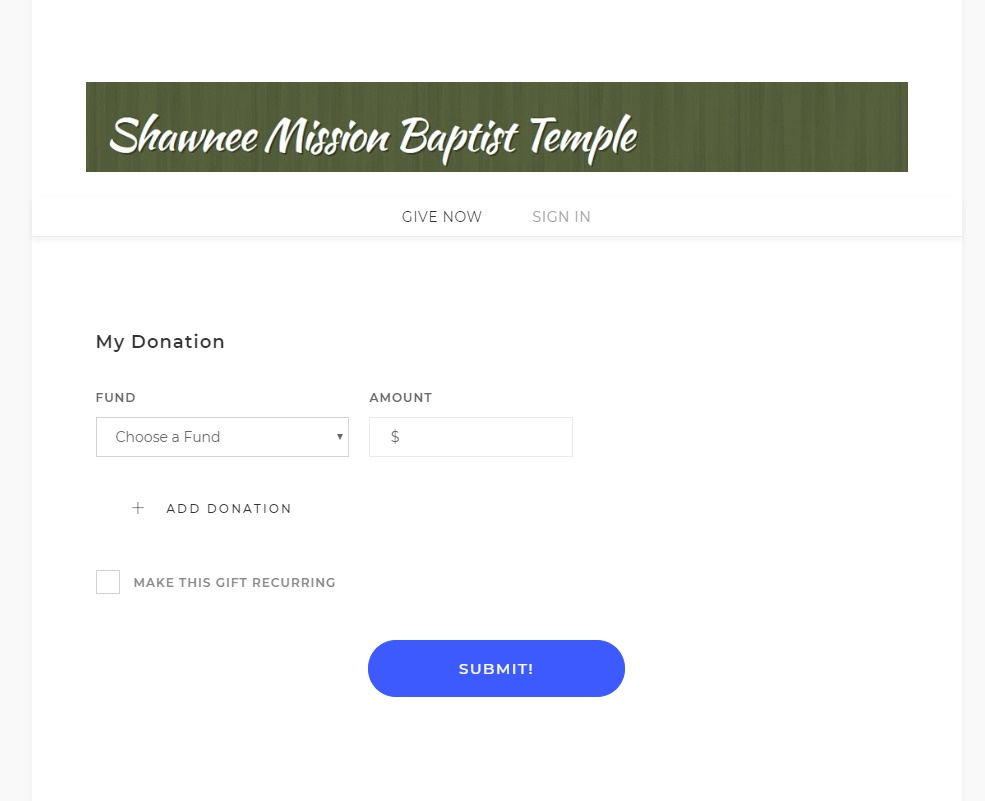 Shawnee Mission Baptist Temple
GIVE NOW SIGN IN
My Donation
FUND AMOUNT
Choose a Fund $
+ ADD DONATION
MAKE THIS GIFT RECURRING
SUBMIT!